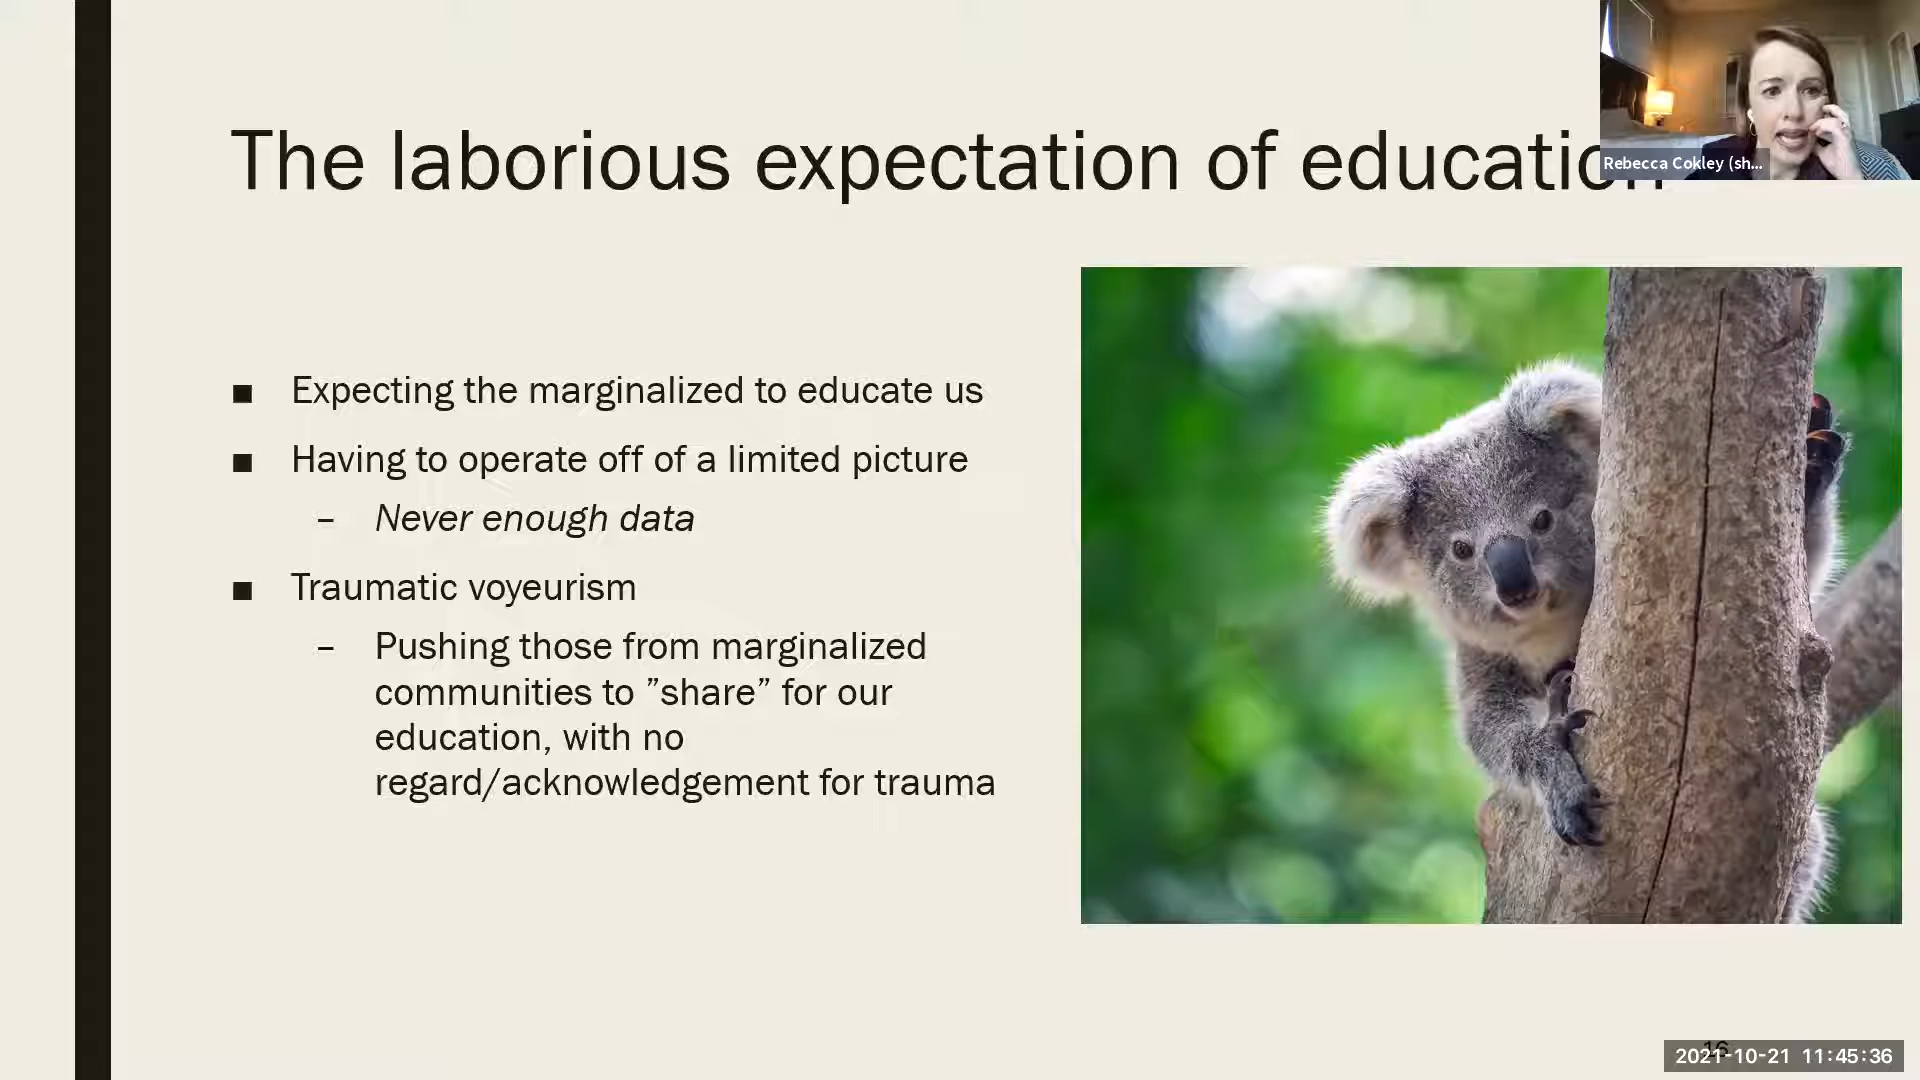 The laborious expectation of education
Rebecca Cokley (sh...
■ Expecting the marginalized to educate us
■ Having to operate off of a limited picture
– Never enough data
■ Traumatic voyeurism
– Pushing those from marginalized
communities to ”share” for our
education, with no
regard/acknowledgement for trauma
16
2021-10-21 11:45:36